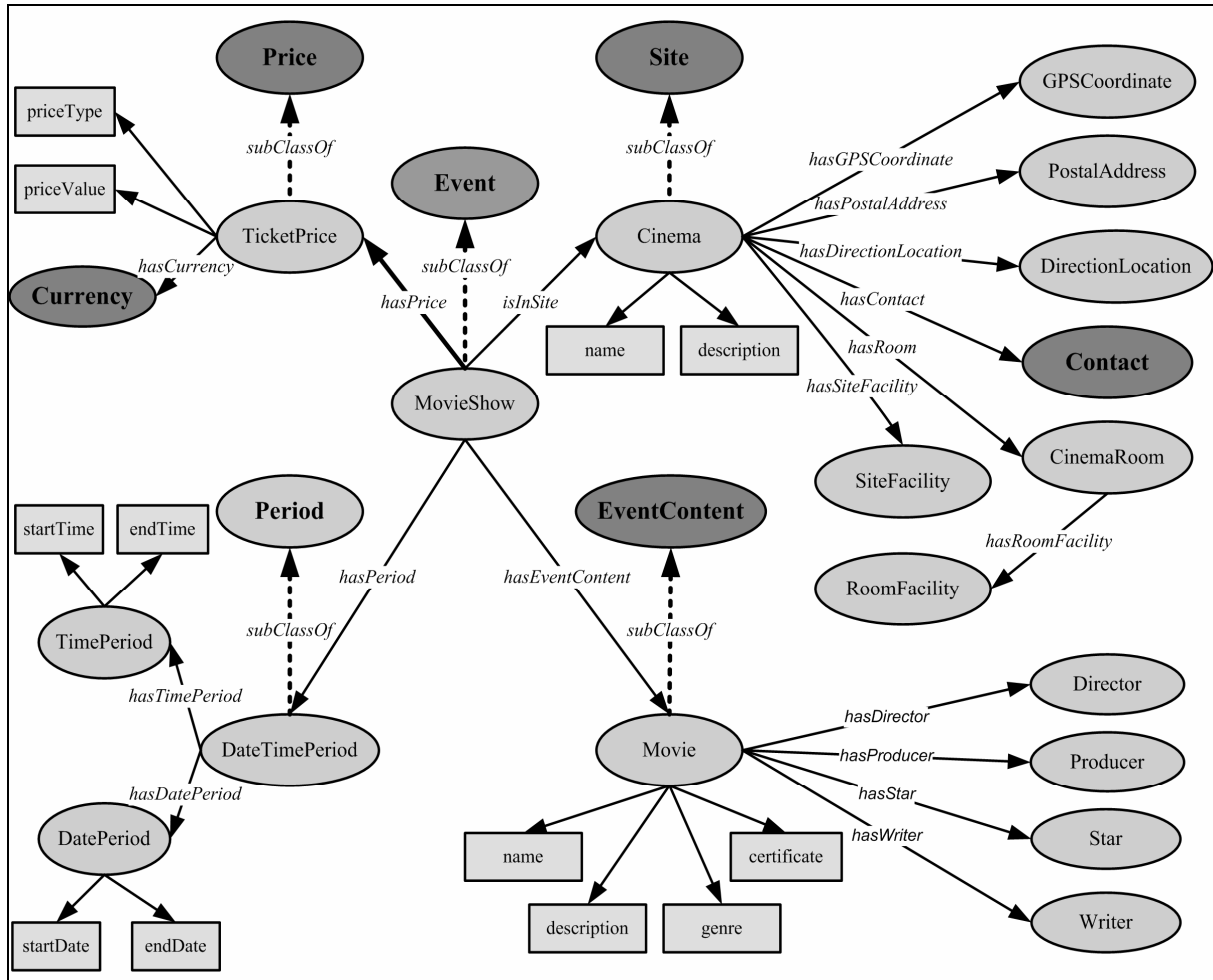 Price
Site
GPSCoordinate
priceType
subClassOf
subClassOf
hasGPSCoordinate
PostalAddress
priceValue
Event
hasPostalAddress
TicketPrice
Cinema
hasDirectionLocation
DirectionLocation
hasCurrency
subClassOf
Currency
hasPrice
isInSite
hasContact
name
description
hasRoom
Contact
MovieShow
hasSiteFacility
CinemaRoom
SiteFacility
Period
EventContent
startTime
endTime
hasRoomFacility
hasPeriod
hasEventContent
RoomFacility
TimePeriod
subClassOf
subClassOf
Director
hasTimePeriod
hasDirector
DateTimePeriod
Movie
hasProducer
Producer
hasDatePeriod
hasStar
DatePeriod
hasWriter
Star
name
certificate
Writer
startDate
endDate
description
genre